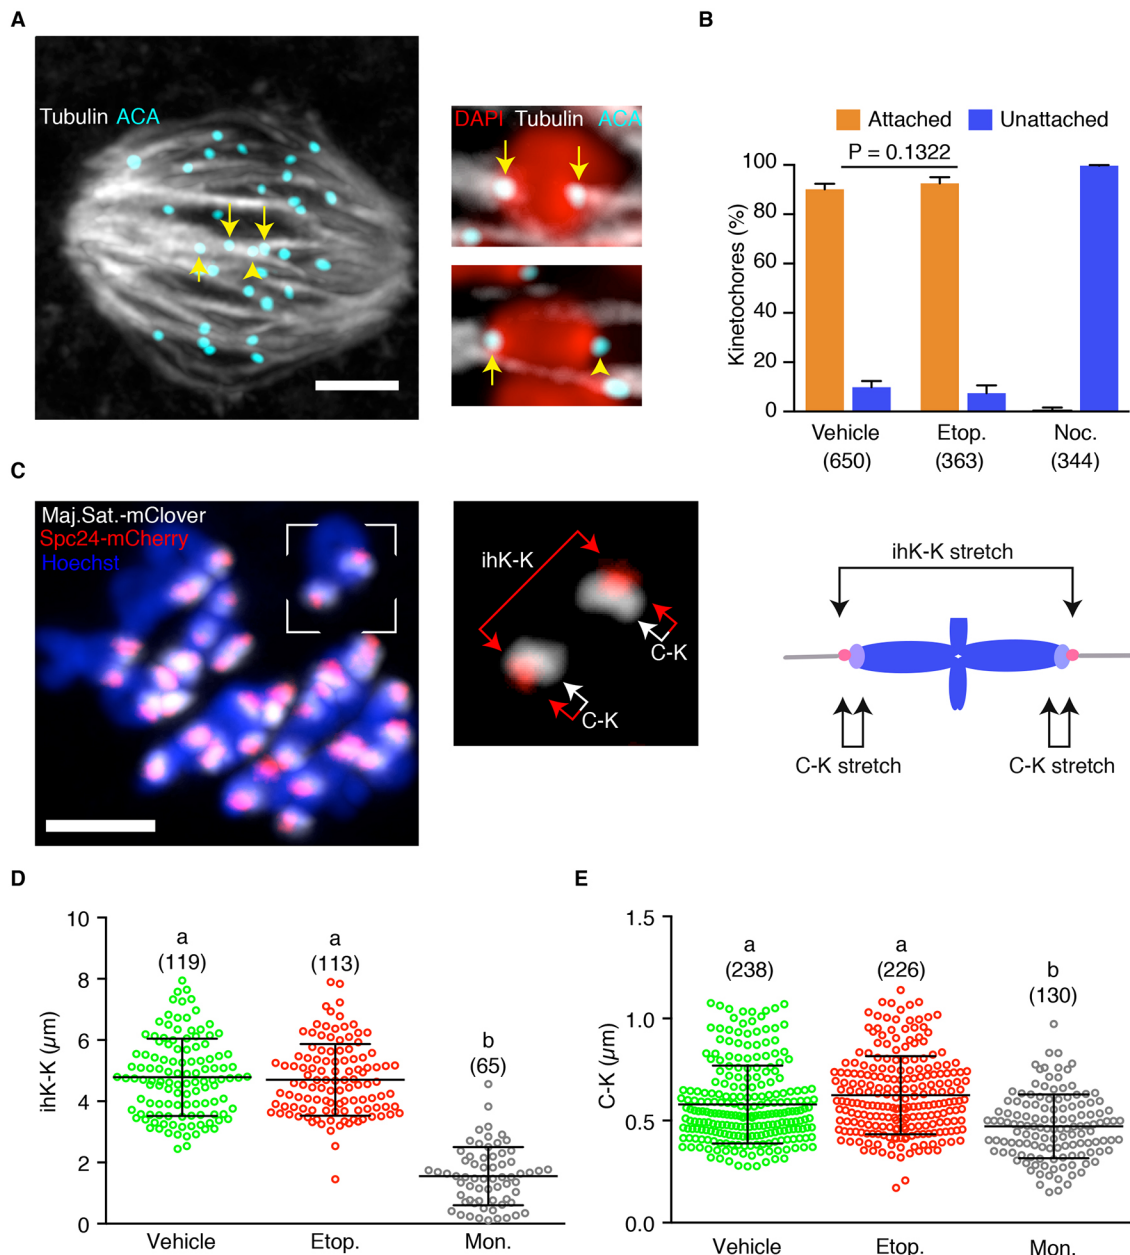 A
Tubulin ACA
DAPI Tubulin ACA
B
Attached Unattached
P = 0.1322
Kinetochores (%)
100
80
60
40
20
0
Vehicle Etop. Noc.
(650) (363) (344)
C
Maj.Sat.-mClover
Spc24-mCherry
Hoechst
ihK-K
C-K
C-K
ihK-K stretch
C-K stretch C-K stretch
D
ihK-K (µm)
10
8
6
4
2
0
a a b
(119) (113) (65)
Vehicle Etop. Mon.
E
C-K (µm)
1.5
1.0
0.5
0.0
a a b
(238) (226) (130)
Vehicle Etop. Mon.